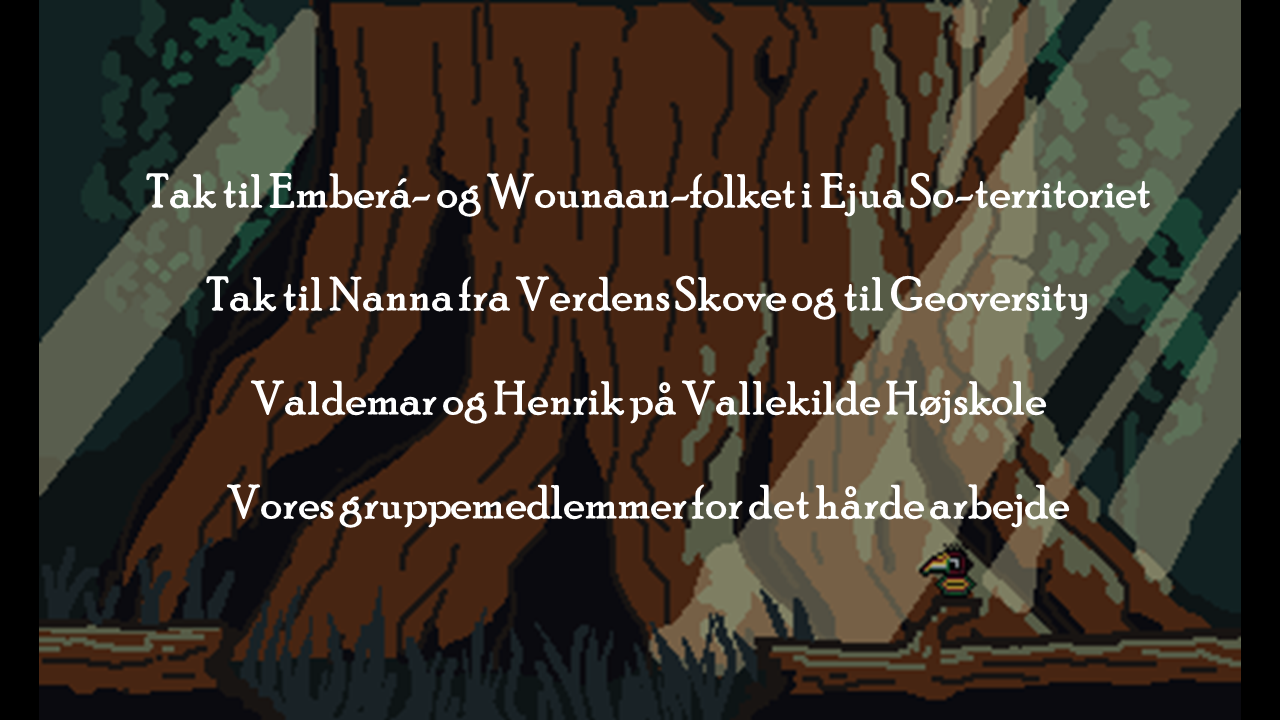 Tak til Emberá- og Wounaan-folket i Ejua So-territoriet
Tak til Nanna fra Verdens Skove og til Geoversity
Valdemar og Henrik på Vallekilde Højskole
Vores gruppemedlemmer for det hårde arbejde